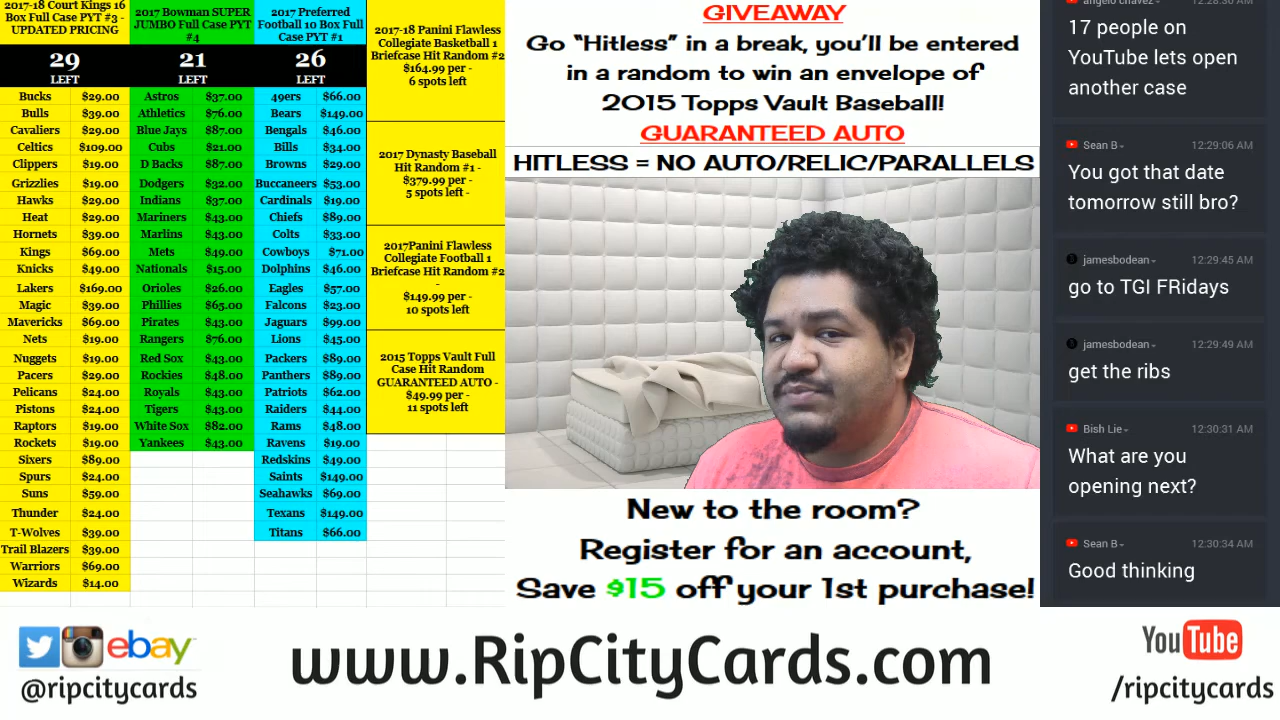 2017-18 Court Kings 16
Box Full Case PYT #3 -
UPDATED PRICING
29
LEFT
Bucks $29.00
Bulls $39.00
Cavaliers $29.00
Celtics $109.00
Clippers $19.00
Grizzlies $19.00
Hawks $29.00
Heat $29.00
Hornets $39.00
Kings $69.00
Knicks $49.00
Lakers $169.00
Magic $39.00
Mavericks $69.00
Nets $19.00
Nuggets $19.00
Pacers $29.00
Pelicans $24.00
Pistons $24.00
Raptors $19.00
Rockets $19.00
Sixers $89.00
Spurs $24.00
Suns $59.00
Thunder $24.00
T-Wolves $39.00
Trail Blazers $39.00
Warriors $69.00
Wizards $14.00
2017 Bowman SUPER
JUMBO Full Case PYT
#4
21
LEFT
Astros $37.00
Athletics $76.00
Blue Jays $87.00
Cubs $21.00
D Backs $87.00
Dodgers $32.00
Indians $37.00
Mariners $43.00
Marlins $43.00
Mets $49.00
Nationals $15.00
Orioles $26.00
Phillies $65.00
Pirates $43.00
Rangers $76.00
Red Sox $43.00
Rockies $48.00
Royals $43.00
Tigers $43.00
White Sox $82.00
Yankees $43.00
2017 Preferred
Football 10 Box Full
Case PYT #1
26
LEFT
49ers $66.00
Bears $149.00
Bengals $46.00
Bills $34.00
Browns $29.00
Buccaneers $53.00
Cardinals $19.00
Chiefs $89.00
Colts $33.00
Cowboys $71.00
Dolphins $46.00
Eagles $57.00
Falcons $23.00
Jaguars $99.00
Lions $45.00
Packers $89.00
Panthers $89.00
Patriots $62.00
Raiders $44.00
Rams $48.00
Ravens $19.00
Redskins $49.00
Saints $149.00
Seahawks $69.00
Texans $149.00
Titans $66.00
2017-18 Panini Flawless
Collegiate Basketball 1
Briefcase Hit Random #2
$164.99 per -
6 spots left
2017 Dynasty Baseball
Hit Random #1 -
$379.99 per -
5 spots left -
2017Panini Flawless
Collegiate Football 1
Briefcase Hit Random #2
-
$149.99 per -
10 spots left
2015 Topps Vault Full
Case Hit Random
GUARANTEED AUTO -
$49.99 per -
11 spots left
GIVEAWAY
Go “Hitless” in a break, you’ll be entered
in a random to win an envelope of
2015 Topps Vault Baseball!
GUARANTEED AUTO
HITLESS = NO AUTO/RELIC/PARALLELS
New to the room?
Register for an account,
Save $15 off your 1st purchase!
angelo chavez 12:28:30 AM
17 people on
YouTube lets open
another case
Sean B 12:29:06 AM
You got that date
tomorrow still bro?
jamesbodean 12:29:45 AM
go to TGI FRidays
jamesbodean 12:29:49 AM
get the ribs
Bish Lie 12:30:31 AM
What are you
opening next?
Sean B 12:30:34 AM
Good thinking
ebay
@ripcitycards
www.RipCityCards.com
YouTube
/ripcitycards